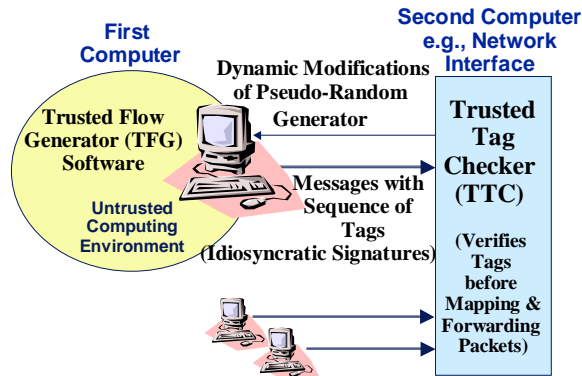 First
Computer
Second Computer
e.g., Network
Interface
Dynamic Modifications
of Pseudo-Random
Generator
Trusted Flow
Generator (TFG)
Software
Untrusted
Computing
Environment
Messages with
Sequence of
Tags
(Idiosyncratic Signatures)
Trusted
Tag
Checker
(TTC)
(Verifies
Tags
before
Mapping &
Forwarding
Packets)